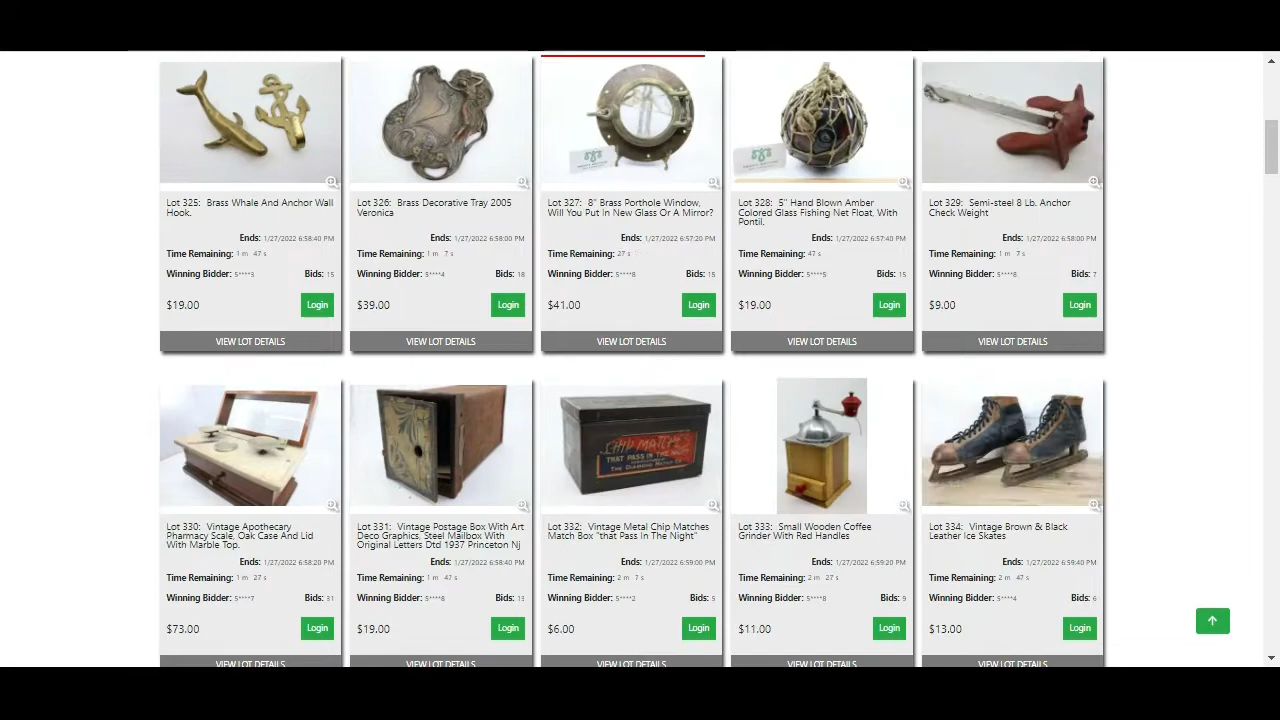 Lot 325: Brass Whale And Anchor Wall
Hook.
Ends: 1/27/2022 6:58:40 PM
Time Remaining: 1 m 47 s
Winning Bidder: 5****3 Bids: 15
$19.00 Login
VIEW LOT DETAILS
Lot 326: Brass Decorative Tray 2005
Veronica
Ends: 1/27/2022 6:58:00 PM
Time Remaining: 1 m 7 s
Winning Bidder: 5****4 Bids: 18
$39.00 Login
VIEW LOT DETAILS
Lot 327: 8" Brass Porthole Window,
Will You Put In New Glass Or A Mirror?
Ends: 1/27/2022 6:57:20 PM
Time Remaining: 27 s
Winning Bidder: 5****8 Bids: 15
$41.00 Login
VIEW LOT DETAILS
Lot 328: 5" Hand Blown Amber
Colored Glass Fishing Net Float, With
Pontil.
Ends: 1/27/2022 6:57:40 PM
Time Remaining: 47 s
Winning Bidder: 5****5 Bids: 15
$19.00 Login
VIEW LOT DETAILS
Lot 329: Semi-steel 8 Lb. Anchor
Check Weight
Ends: 1/27/2022 6:58:00 PM
Time Remaining: 1 m 7 s
Winning Bidder: 5****8 Bids: 7
$9.00 Login
VIEW LOT DETAILS
Lot 330: Vintage Apothecary
Pharmacy Scale, Oak Case And Lid
With Marble Top.
Ends: 1/27/2022 6:58:20 PM
Time Remaining: 1 m 27 s
Winning Bidder: 5****7 Bids: 31
$73.00 Login
VIEW LOT DETAILS
Lot 331: Vintage Postage Box With Art
Deco Graphics, Steel Mailbox With
Original Letters Dtd 1937 Princeton Nj
Ends: 1/27/2022 6:58:40 PM
Time Remaining: 1 m 47 s
Winning Bidder: 5****6 Bids: 13
$19.00 Login
VIEW LOT DETAILS
THAT PASS IN THE NIGHT
THE DIAMOND MATCH CO
Lot 332: Vintage Metal Chip Matches
Match Box "that Pass In The Night"
Ends: 1/27/2022 6:59:00 PM
Time Remaining: 2 m 7 s
Winning Bidder: 5****2 Bids: 5
$6.00 Login
VIEW LOT DETAILS
Lot 333: Small Wooden Coffee
Grinder With Red Handles
Ends: 1/27/2022 6:59:20 PM
Time Remaining: 2 m 27 s
Winning Bidder: 5****8 Bids: 9
$11.00 Login
VIEW LOT DETAILS
Lot 334: Vintage Brown & Black
Leather Ice Skates
Ends: 1/27/2022 6:59:40 PM
Time Remaining: 2 m 47 s
Winning Bidder: 5****4 Bids: 6
$13.00 Login
VIEW LOT DETAILS